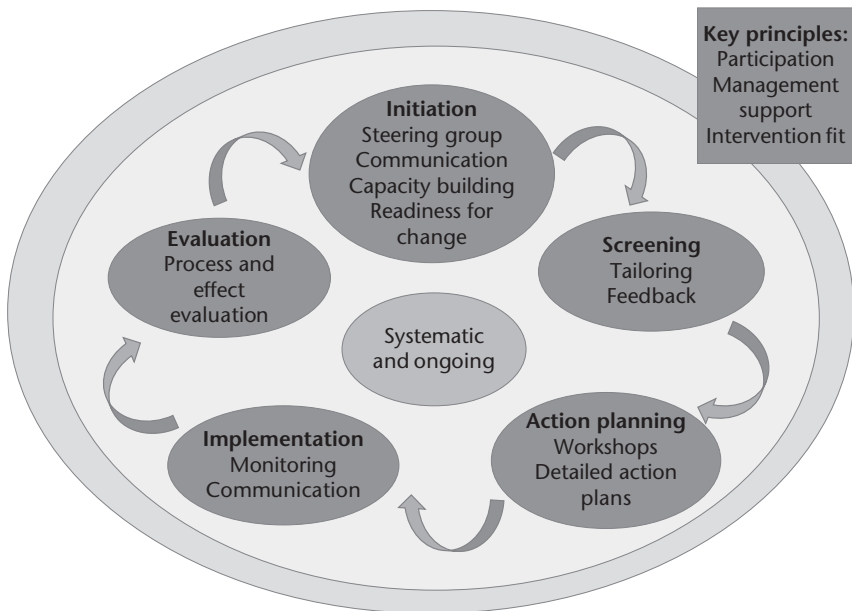 Key principles:
Participation
Management
support
Intervention fit
Initiation
Steering group
Communication
Capacity building
Readiness for
change
Screening
Tailoring
Feedback
Action planning
Workshops
Detailed action
plans
Implementation
Monitoring
Communication
Evaluation
Process and
effect
evaluation
Systematic
and ongoing